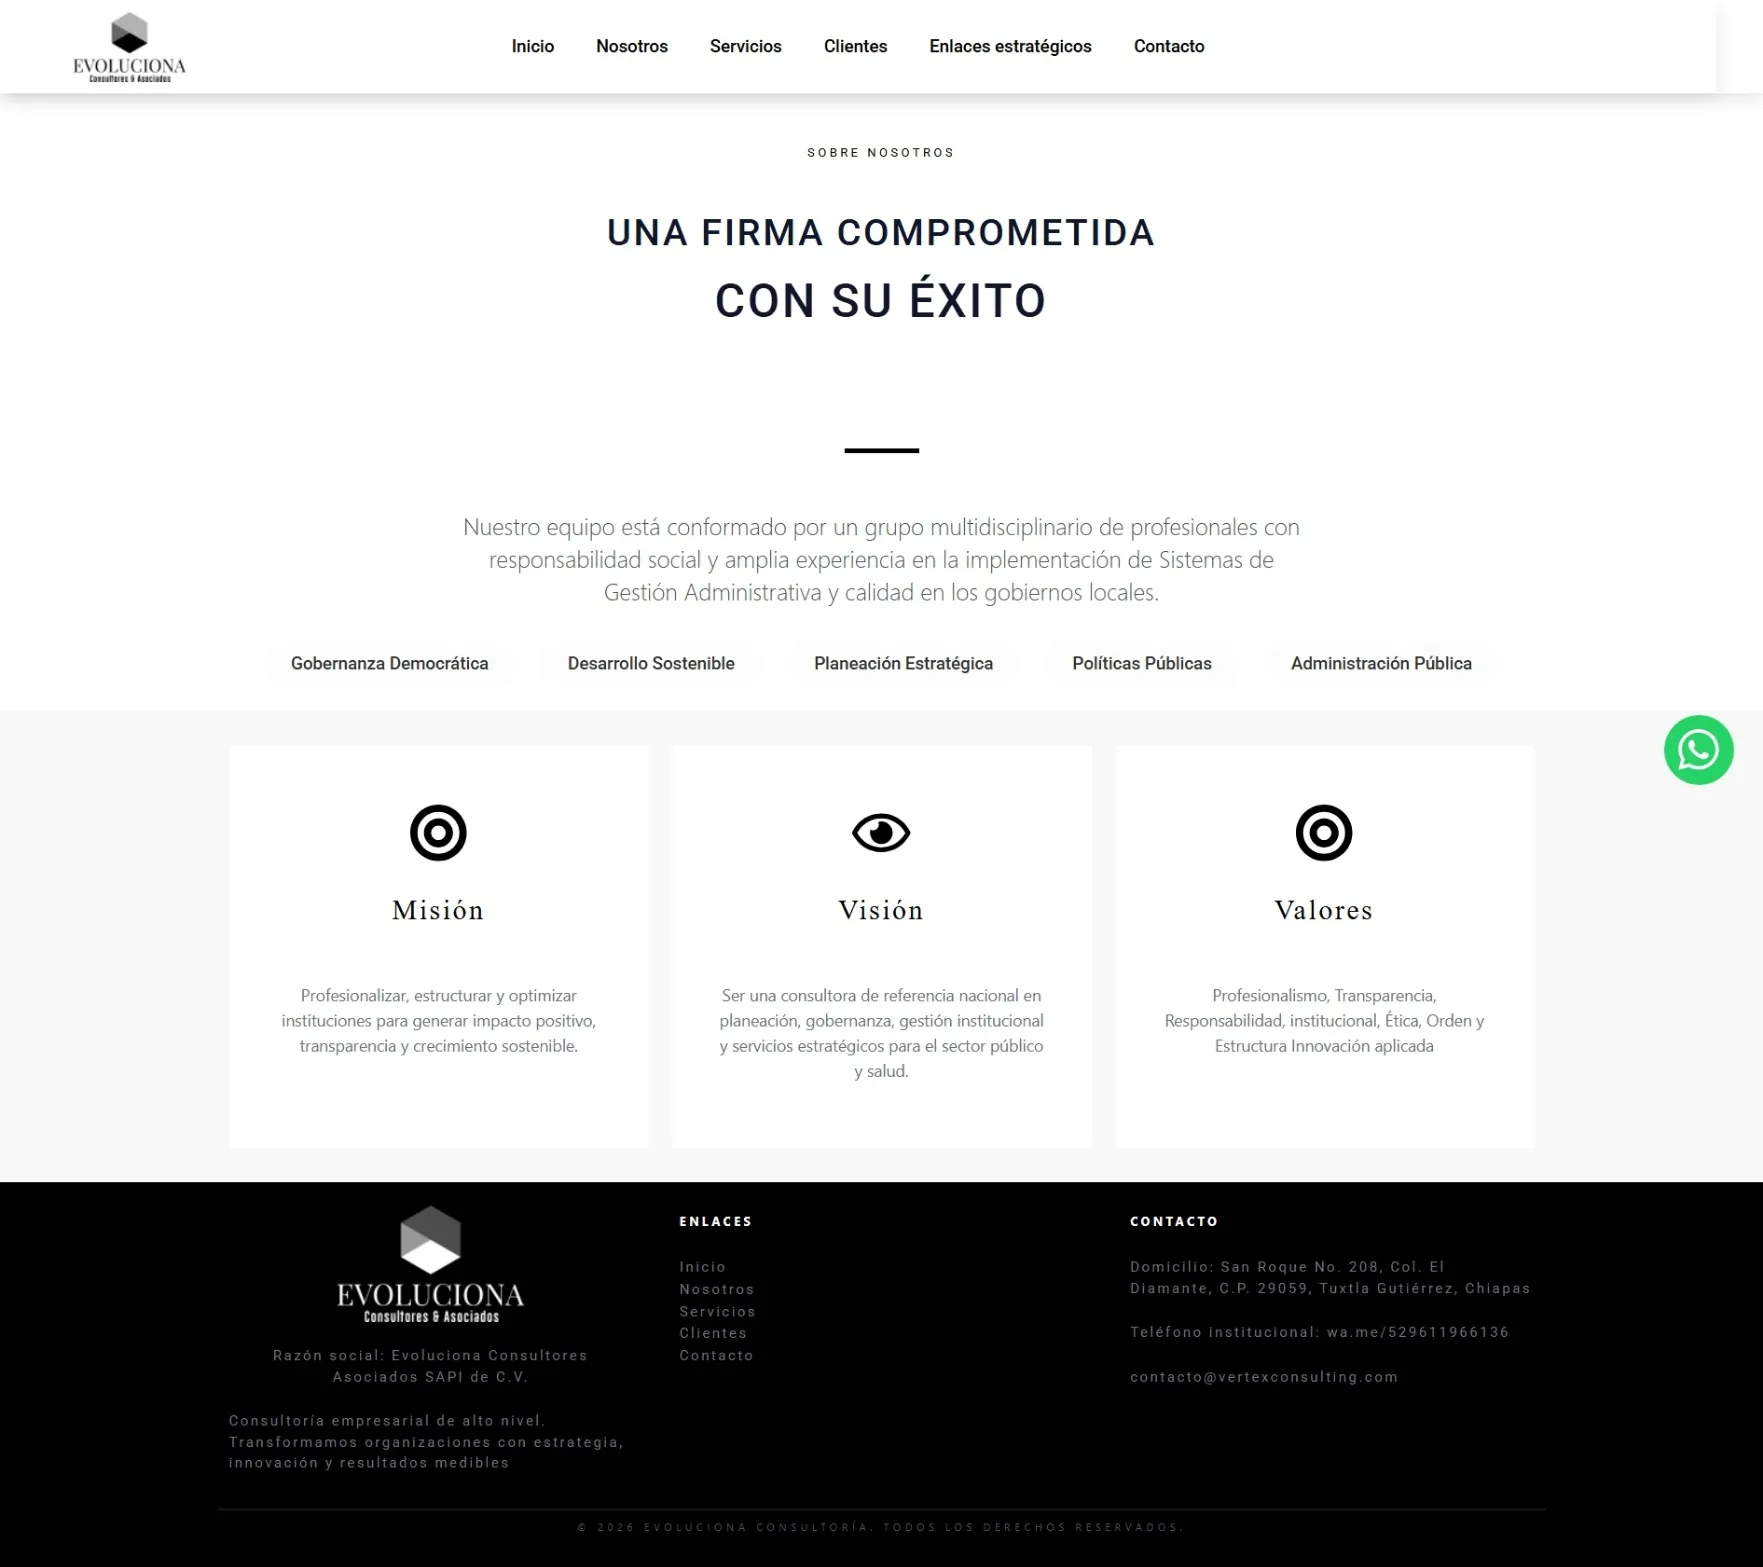 EVOLUCIONA
Consultores & Asociados
Inicio
Nosotros
Servicios
Clientes
Enlaces estratégicos
Contacto
SOBRE NOSOTROS
UNA FIRMA COMPROMETIDA
CON SU ÉXITO
Nuestro equipo está conformado por un grupo multidisciplinario de profesionales con
responsabilidad social y amplia experiencia en la implementación de Sistemas de
Gestión Administrativa y calidad en los gobiernos locales.
Gobernanza Democrática
Desarrollo Sostenible
Planeación Estratégica
Políticas Públicas
Administración Pública
Misión
Profesionalizar, estructurar y optimizar
instituciones para generar impacto positivo,
transparencia y crecimiento sostenible.
Visión
Ser una consultora de referencia nacional en
planeación, gobernanza, gestión institucional
y servicios estratégicos para el sector público
y salud.
Valores
Profesionalismo, Transparencia,
Responsabilidad, institucional, Ética, Orden y
Estructura Innovación aplicada
EVOLUCIONA
Consultores & Asociados
Razón social: Evoluciona Consultores
Asociados SAPI de C.V.
Consultoría empresarial de alto nivel.
Transformamos organizaciones con estrategia,
innovación y resultados medibles
ENLACES
Inicio
Nosotros
Servicios
Clientes
Contacto
CONTACTO
Domicilio: San Roque No. 208, Col. El
Diamante, C.P. 29059, Tuxtla Gutiérrez, Chiapas
Teléfono institucional: wa.me/529611966136
contacto@vertexconsulting.com
© 2026 EVOLUCIONA CONSULTORÍA. TODOS LOS DERECHOS RESERVADOS.